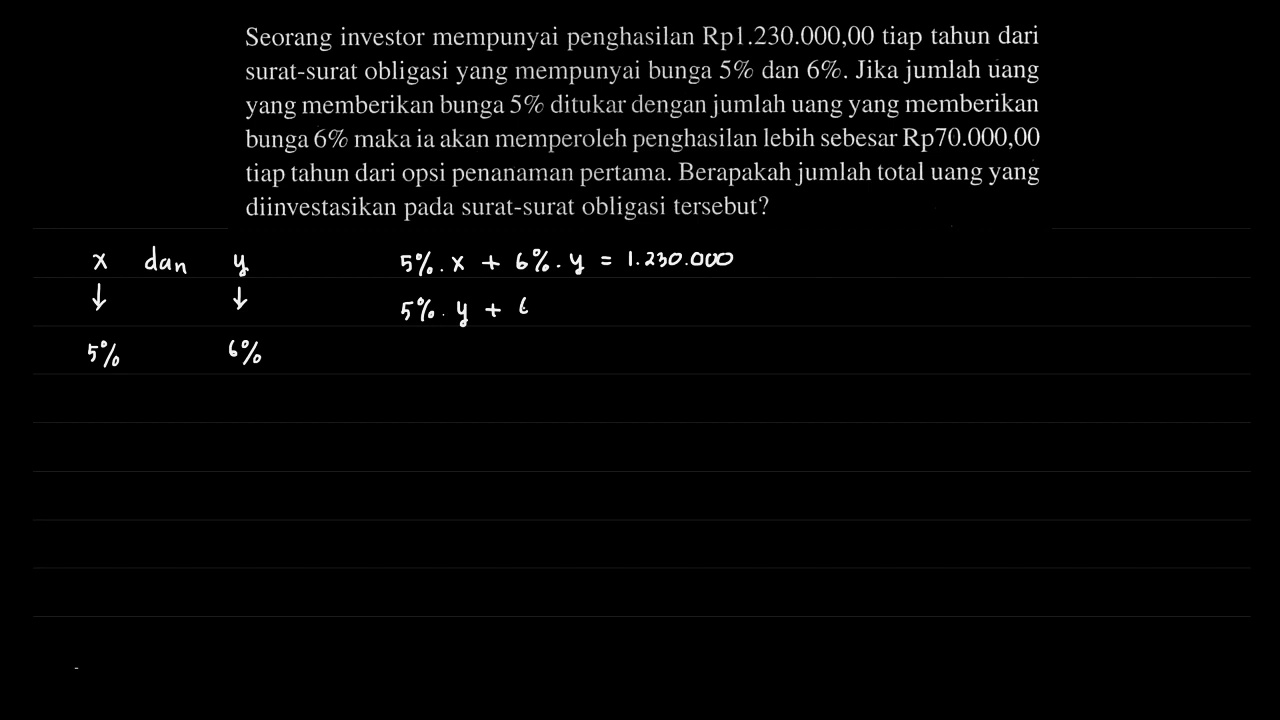 Seorang investor mempunyai penghasilan Rp1.230.000,00 tiap tahun dari
surat-surat obligasi yang mempunyai bunga 5% dan 6%. Jika jumlah uang
yang memberikan bunga 5% ditukar dengan jumlah uang yang memberikan
bunga 6% maka ia akan memperoleh penghasilan lebih sebesar Rp70.000,00
tiap tahun dari opsi penanaman pertama. Berapakah jumlah total uang yang
diinvestasikan pada surat-surat obligasi tersebut?
x dan y 5%. x + 6%. y = 1.230.000
↓ ↓ 5%. y + 6
5% 6%